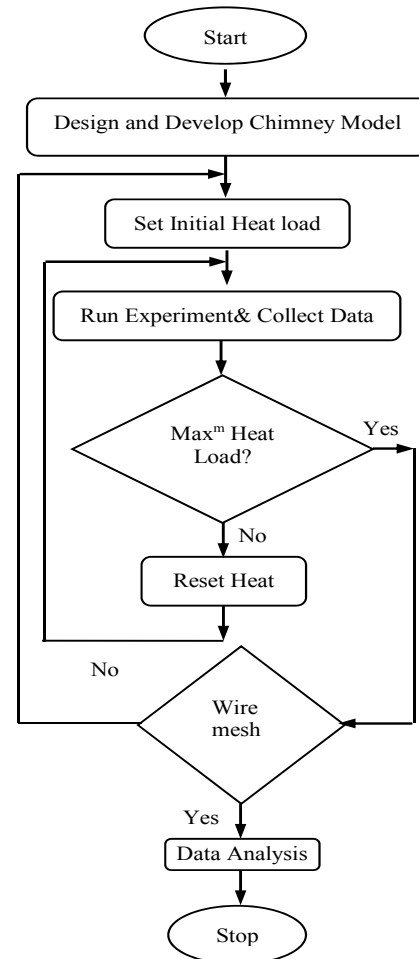 Start
Design and Develop Chimney Model
Set Initial Heat load
Run Experiment& Collect Data
Maxᵐ Heat
Load?
Yes
No
Reset Heat
No
Wire
mesh
Yes
Data Analysis
Stop